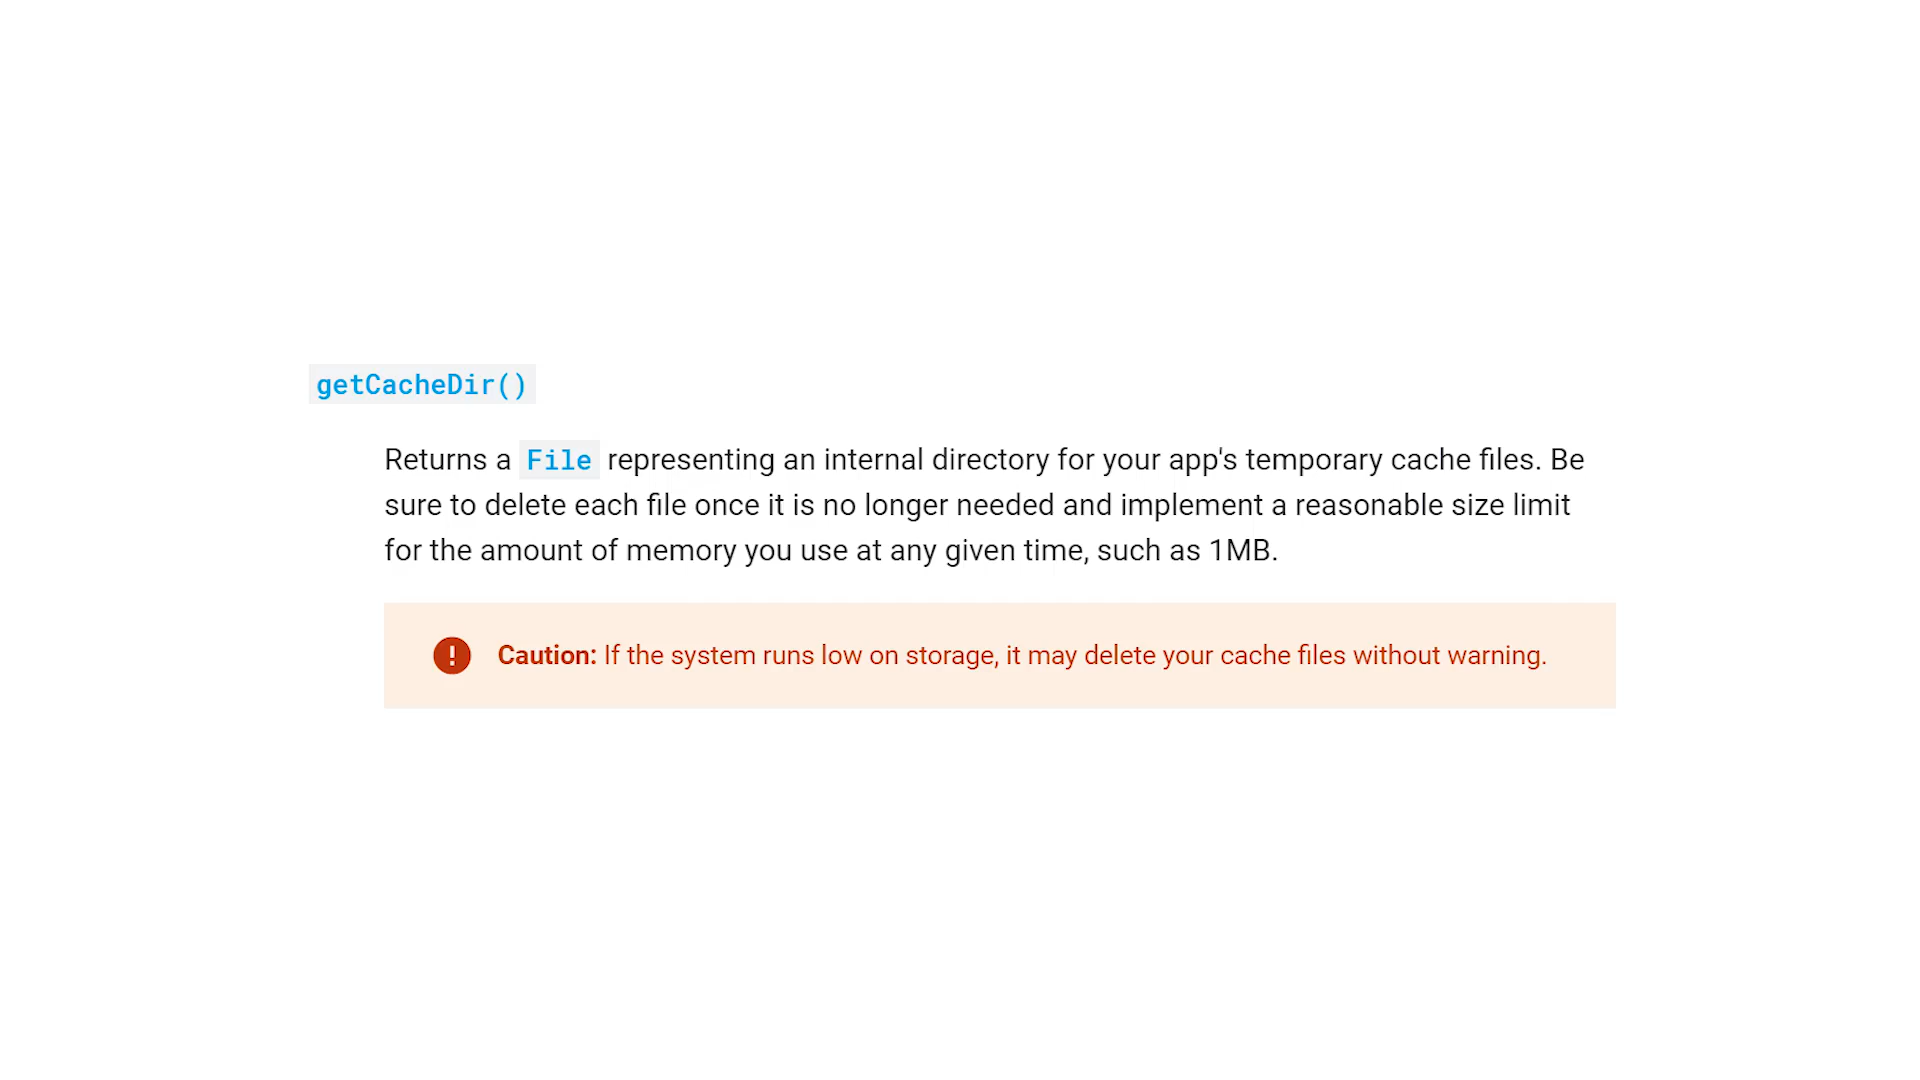 getCacheDir()
Returns a File representing an internal directory for your app's temporary cache files. Be
sure to delete each file once it is no longer needed and implement a reasonable size limit
for the amount of memory you use at any given time, such as 1MB.
Caution: If the system runs low on storage, it may delete your cache files without warning.